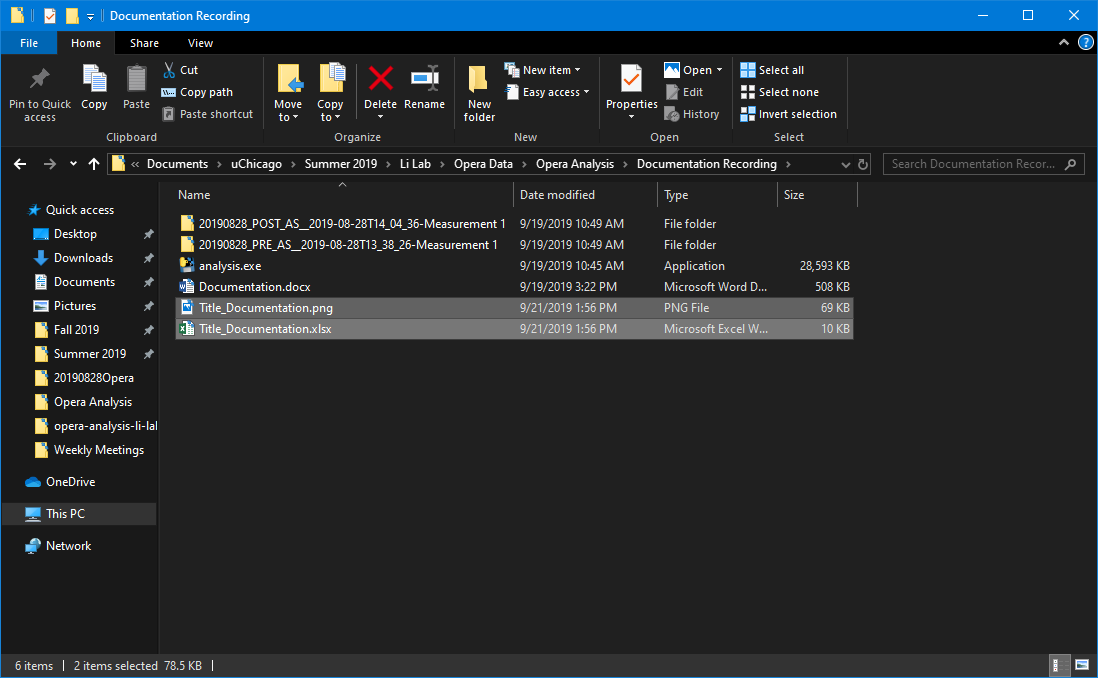 Documentation Recording
File Home Share View
Pin to Quick access
Copy
Paste
Cut
Copy path
Paste shortcut
Clipboard
Move to
Copy to
Delete
Rename
Organize
New folder
New item
Easy access
New
Properties
Open
Edit
History
Open
Select all
Select none
Invert selection
Select
« Documents › uChicago › Summer 2019 › Li Lab › Opera Data › Opera Analysis › Documentation Recording ›
Search Documentation Recor...
Quick access
Desktop
Downloads
Documents
Pictures
Fall 2019
Summer 2019
20190828Opera
Opera Analysis
opera-analysis-li-lal
Weekly Meetings
OneDrive
This PC
Network
Name Date modified Type Size
20190828_POST_AS__2019-08-28T14_04_36-Measurement 1 9/19/2019 10:49 AM File folder
20190828_PRE_AS__2019-08-28T13_38_26-Measurement 1 9/19/2019 10:49 AM File folder
analysis.exe 9/19/2019 10:45 AM Application 28,593 KB
Documentation.docx 9/19/2019 3:22 PM Microsoft Word D... 508 KB
Title_Documentation.png 9/21/2019 1:56 PM PNG File 69 KB
Title_Documentation.xlsx 9/21/2019 1:56 PM Microsoft Excel W... 10 KB
6 items 2 items selected 78.5 KB